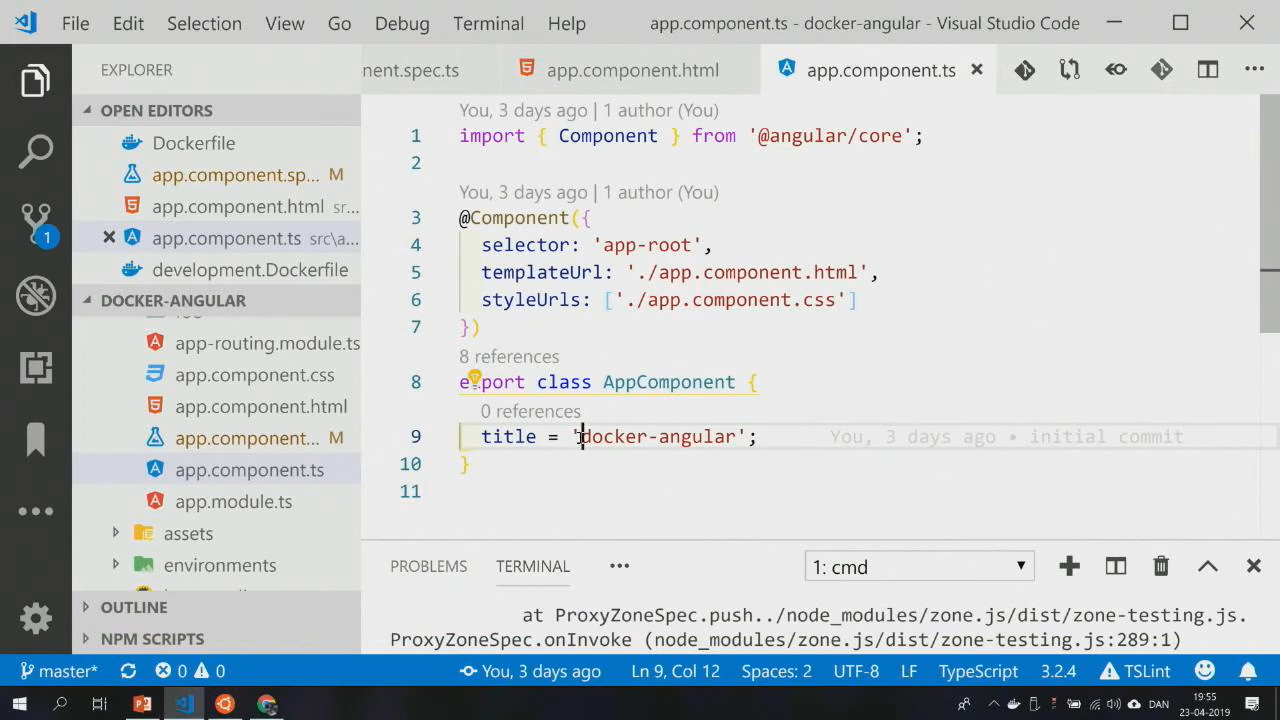 File Edit Selection View Go Debug Terminal Help app.component.ts - docker-angular - Visual Studio Code
EXPLORER
OPEN EDITORS
Dockerfile
app.component.sp... M
app.component.html sr...
app.component.ts src\a...
development.Dockerfile
1
DOCKER-ANGULAR
app-routing.module.ts
app.component.css
app.component.html
app.component.... M
app.component.ts
app.module.ts
assets
environments
OUTLINE
NPM SCRIPTS
nent.spec.ts app.component.html app.component.ts
You, 3 days ago | 1 author (You)
1 import { Component } from '@angular/core';
2
You, 3 days ago | 1 author (You)
3 @Component({
4 selector: 'app-root',
5 templateUrl: './app.component.html',
6 styleUrls: ['./app.component.css']
7 })
8 references
8 export class AppComponent {
0 references
9 title = 'docker-angular'; You, 3 days ago • initial commit
10 }
11
PROBLEMS TERMINAL 1: cmd
at ProxyZoneSpec.push../node_modules/zone.js/dist/zone-testing.js.
ProxyZoneSpec.onInvoke (node_modules/zone.js/dist/zone-testing.js:289:1)
master* 0 0 You, 3 days ago Ln 9, Col 12 Spaces: 2 UTF-8 LF TypeScript 3.2.4 TSLint
DAN 19:55
23-04-2019